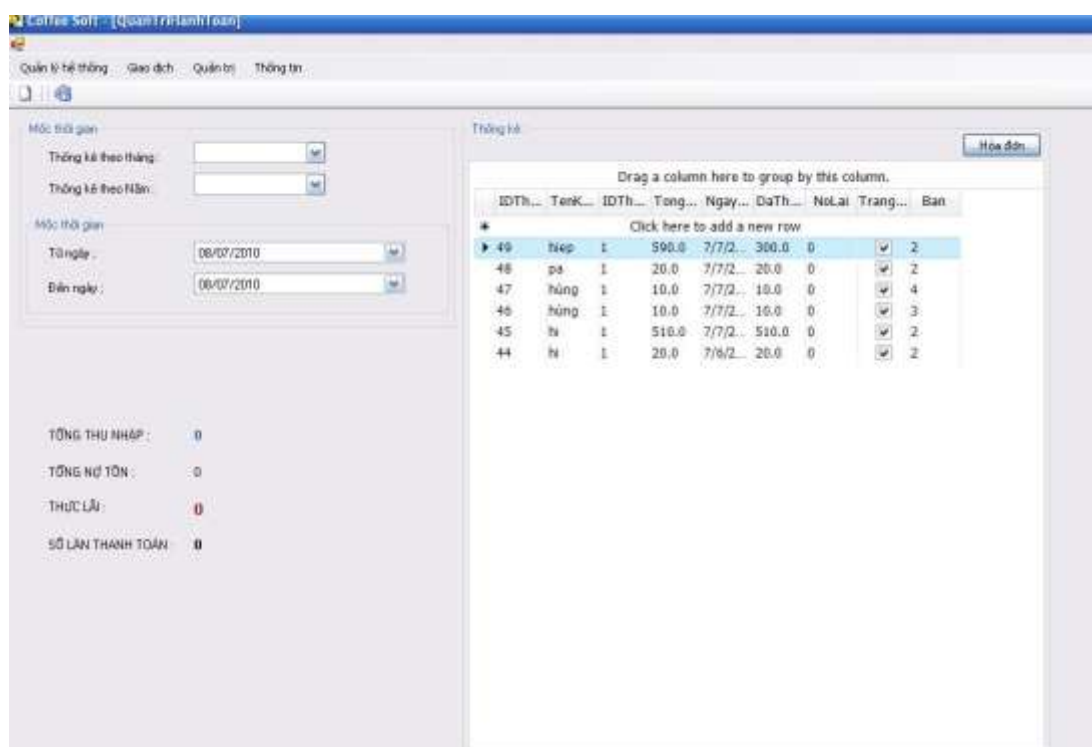 Coffee Soft - [QuanTriHanhToan]
Quản lý hệ thống Giao dịch Quản trị Thông tin
Mốc thời gian
Thống kê theo tháng :
Thống kê theo Năm :
Mốc thời gian
Từ ngày : 08/07/2010
Đến ngày : 08/07/2010
TỔNG THU NHẬP : 0
TỔNG NỢ TỒN : 0
THỰC LÃI : 0
SỐ LẦN THANH TOÁN : 0
Thống kê
Hóa đơn
Drag a column here to group by this column.
IDTh... TenK... IDTh... Tong... Ngay... DaTh... NoLai Trang... Ban
Click here to add a new row
49 hiep 1 590.0 7/7/2... 300.0 0 2
48 pa 1 20.0 7/7/2... 20.0 0 2
47 hùng 1 10.0 7/7/2... 10.0 0 4
46 hùng 1 10.0 7/7/2... 10.0 0 3
45 hi 1 510.0 7/7/2... 510.0 0 2
44 hi 1 20.0 7/6/2... 20.0 0 2